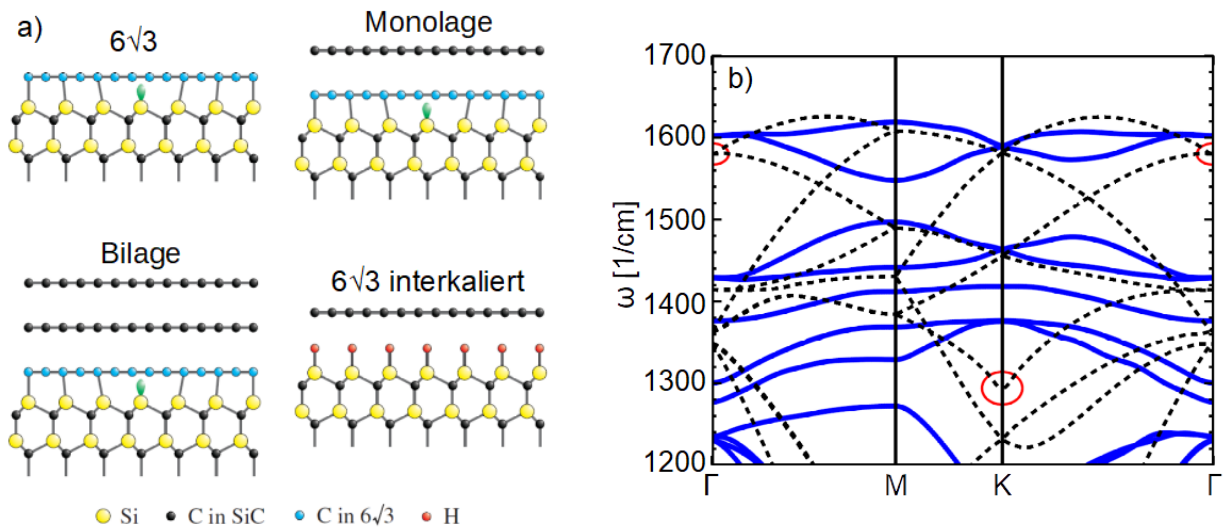 a)
6√3
Monolage
Bilage
6√3 interkaliert
Si
C in SiC
C in 6√3
H
b)
ω [1/cm]
1700
1600
1500
1400
1300
1200
Γ
M
K
Γ